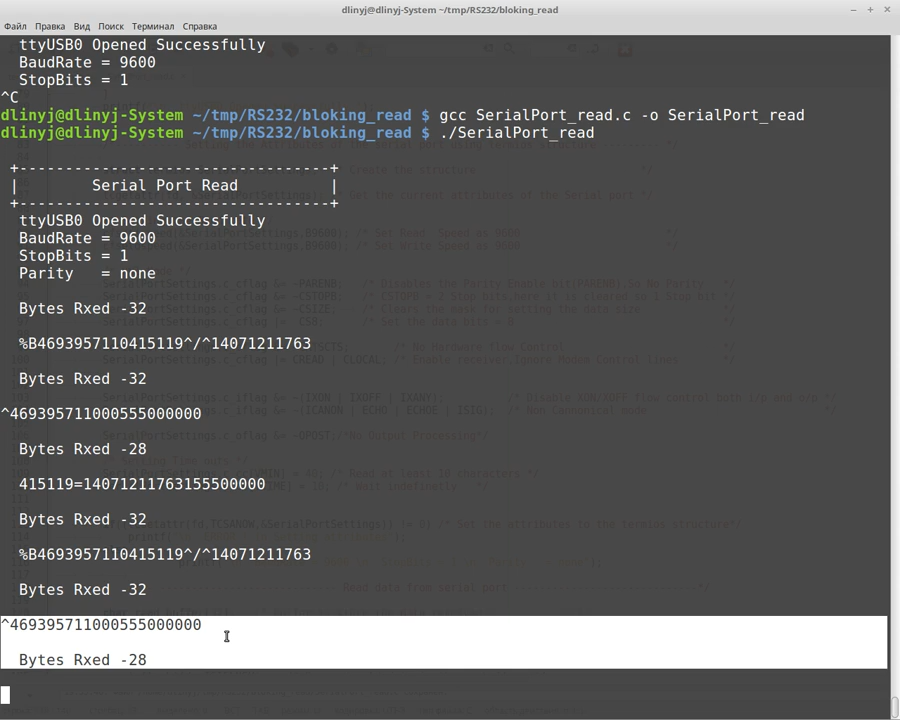 dlinyj@dlinyj-System ~/tmp/RS232/bloking_read
Файл Правка Вид Поиск Терминал Справка
ttyUSB0 Opened Successfully
BaudRate = 9600
StopBits = 1
^C
dlinyj@dlinyj-System ~/tmp/RS232/bloking_read $ gcc SerialPort_read.c -o SerialPort_read
dlinyj@dlinyj-System ~/tmp/RS232/bloking_read $ ./SerialPort_read
+----------------------------------+
| Serial Port Read |
+----------------------------------+
ttyUSB0 Opened Successfully
BaudRate = 9600
StopBits = 1
Parity = none
Bytes Rxed -32
%B4693957110415119^/^14071211763
Bytes Rxed -32
^469395711000555000000
Bytes Rxed -28
415119=14071211763155500000
Bytes Rxed -32
%B4693957110415119^/^14071211763
Bytes Rxed -32
^469395711000555000000
Bytes Rxed -28